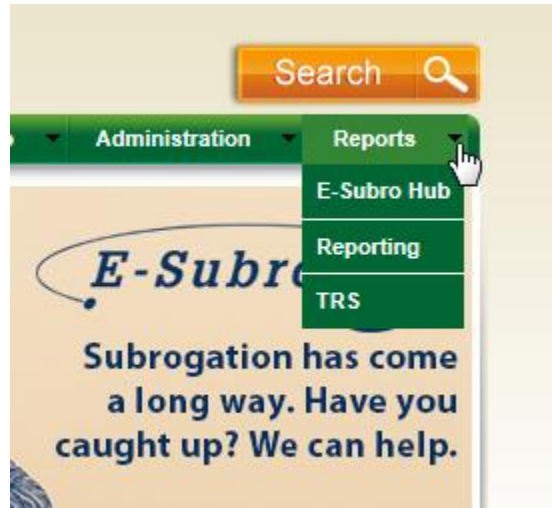 Search
Administration
Reports
E-Subro Hub
Reporting
TRS
E-Subro
Subrogation has come
a long way. Have you
caught up? We can help.